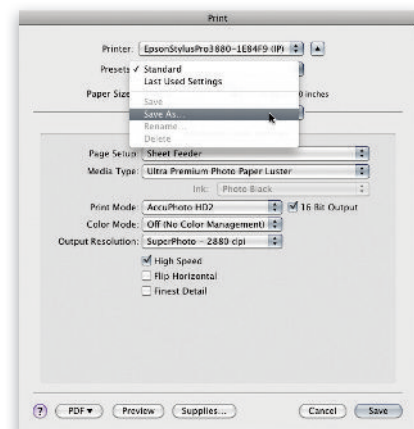 Print
Printer: EpsonStylusPro3880-1E84F9 (IP)
Presets ✓ Standard
Last Used Settings
Paper Size
0 inches
Save
Save As...
Rename...
Delete
Page Setup: Sheet Feeder
Media Type: Ultra Premium Photo Paper Luster
Ink: Photo Black
Print Mode: AccuPhoto HD2 16 Bit Output
Color Mode: Off (No Color Management)
Output Resolution: SuperPhoto - 2880 dpi
High Speed
Flip Horizontal
Finest Detail
? PDF Preview Supplies... Cancel Save